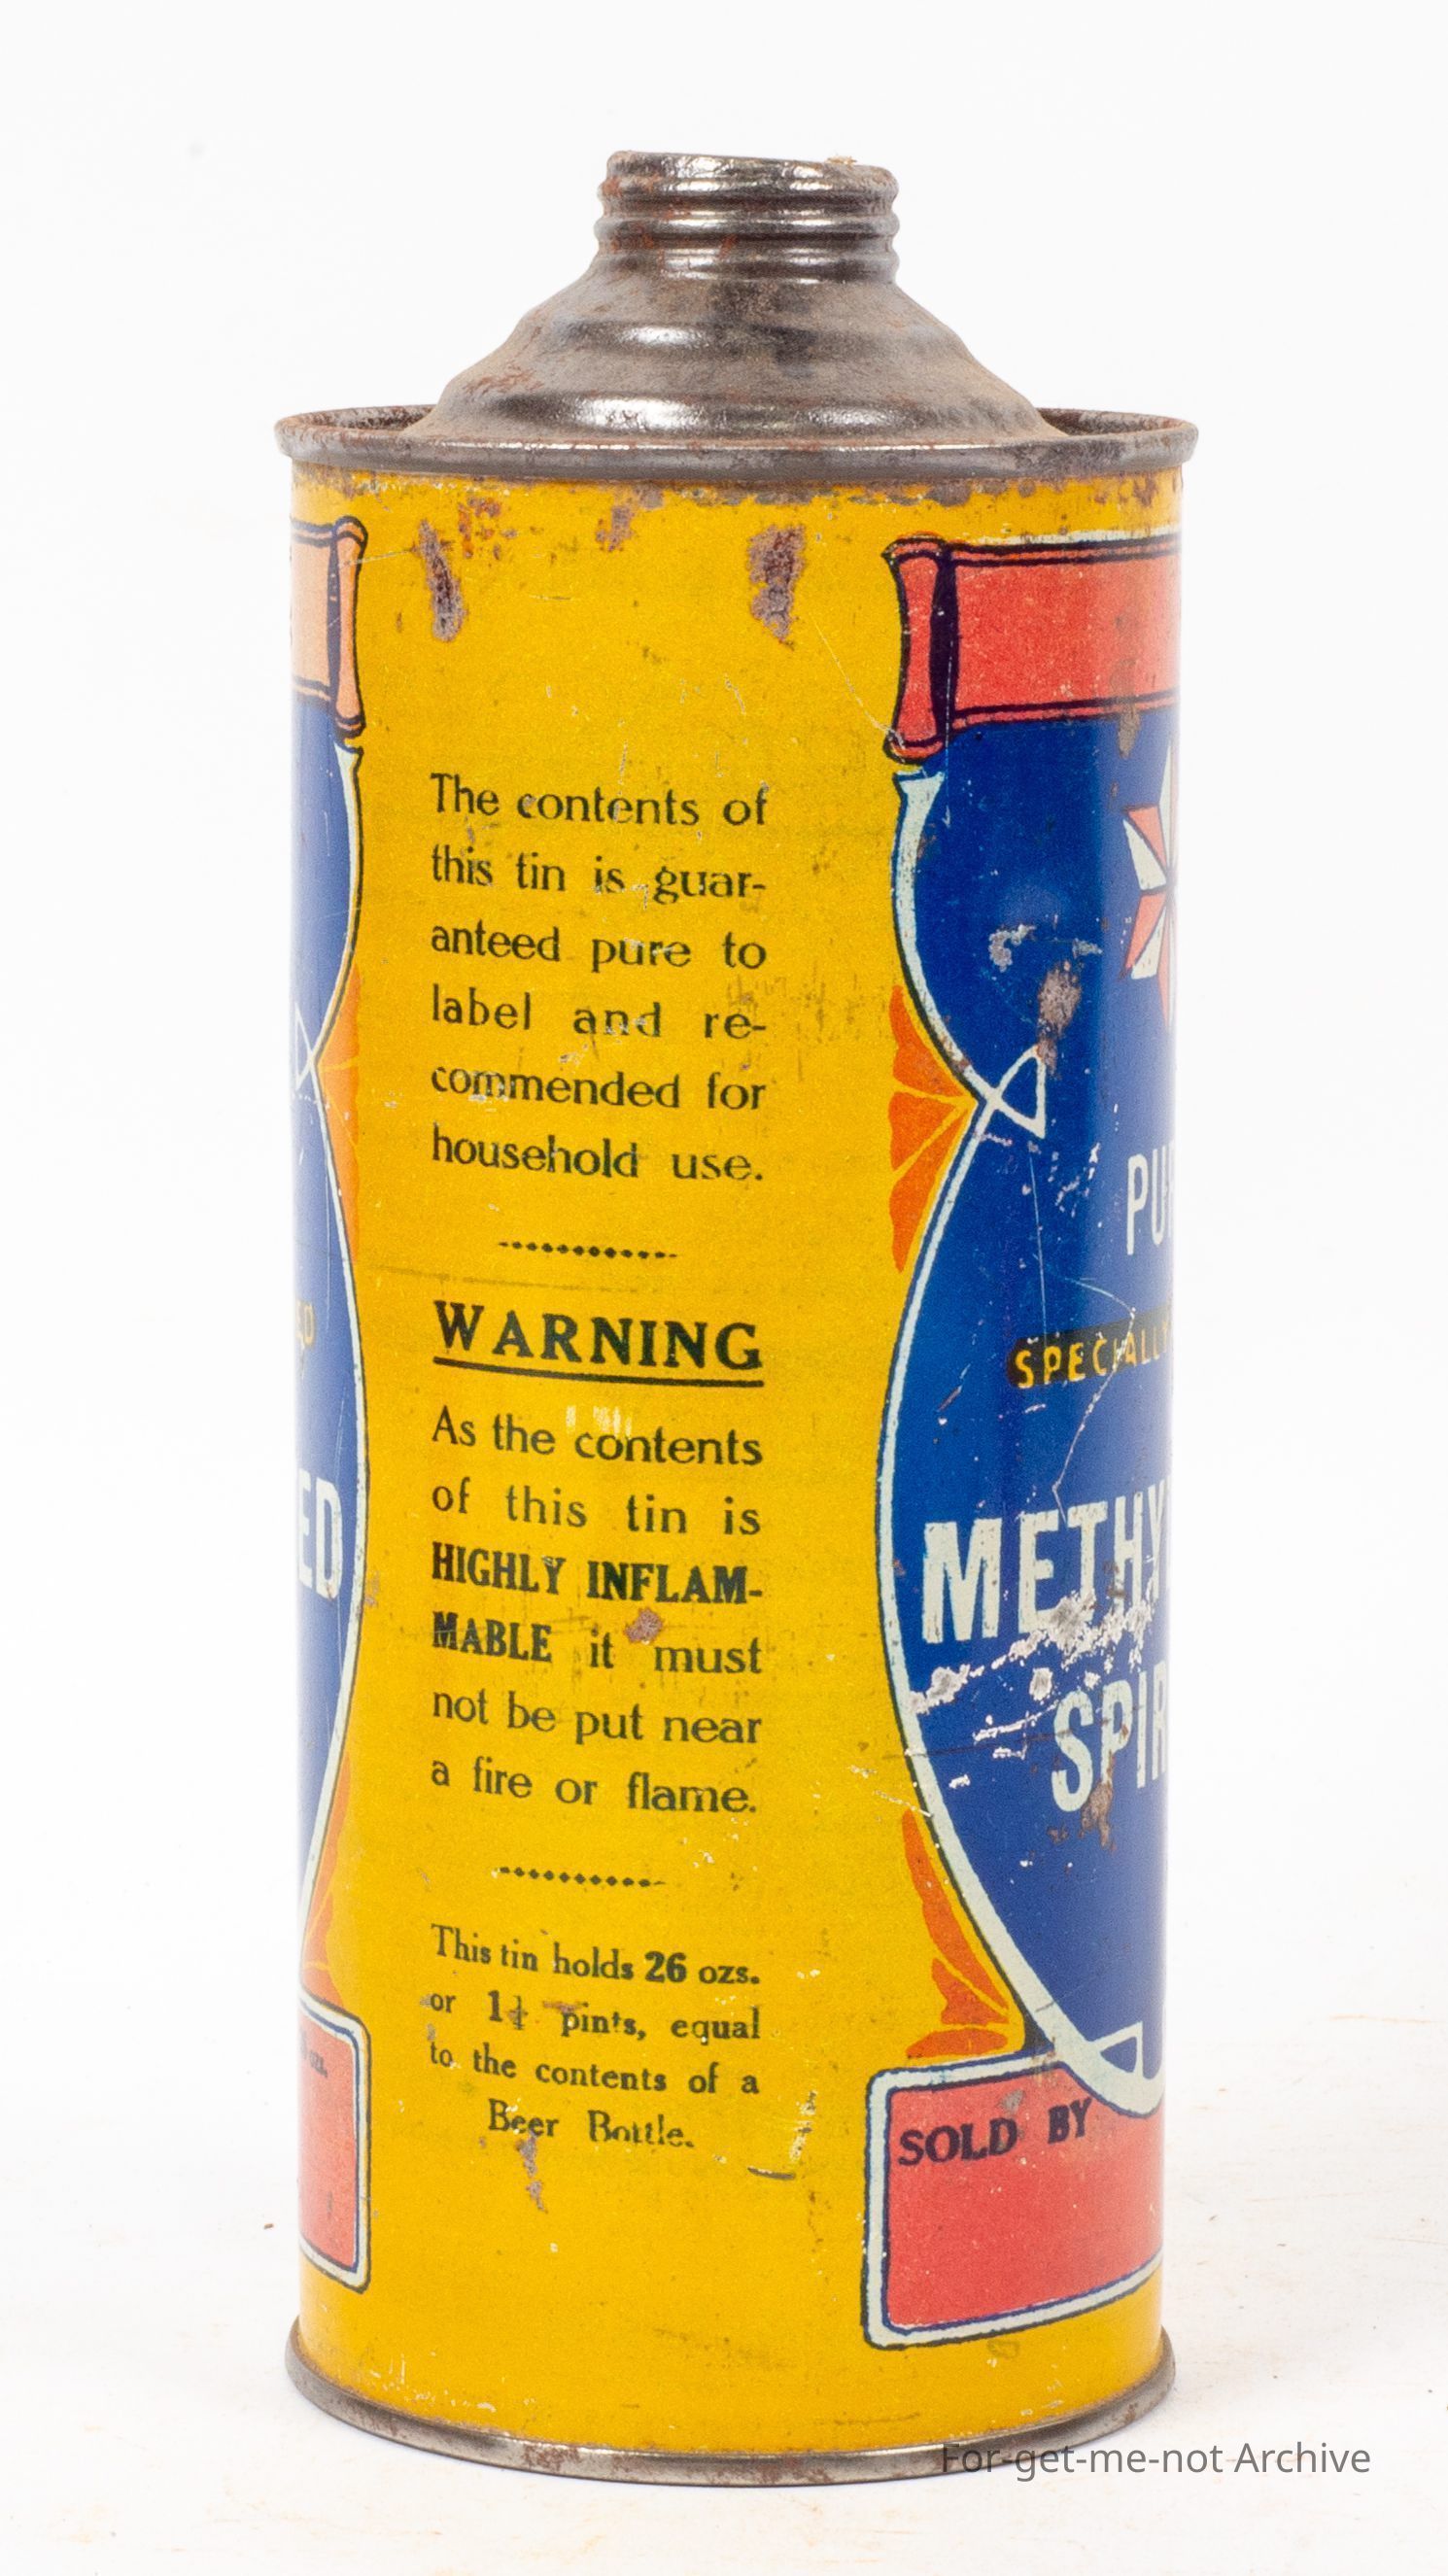 The contents of
this tin is guar-
anteed pure to
label and re-
commended for
household use.
WARNING
As the contents
of this tin is
HIGHLY INFLAM-
MABLE it must
not be put near
a fire or flame.
This tin holds 26 ozs.
or 1¼ pints, equal
to the contents of a
Beer Bottle.
ED
PU
SPECIALLY
METHY
SPIR
SOLD BY
For-get-me-not Archive